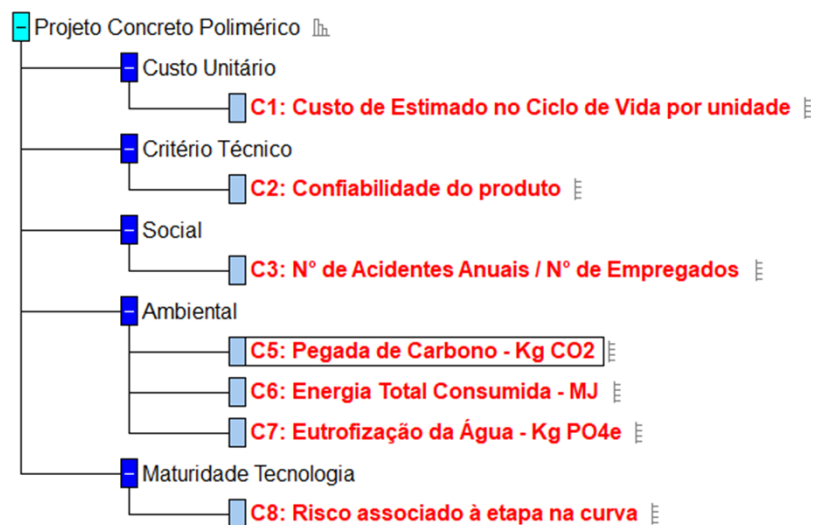 Projeto Concreto Polimérico
Custo Unitário
C1: Custo de Estimado no Ciclo de Vida por unidade
Critério Técnico
C2: Confiabilidade do produto
Social
C3: N° de Acidentes Anuais / N° de Empregados
Ambiental
C5: Pegada de Carbono - Kg CO2
C6: Energia Total Consumida - MJ
C7: Eutrofização da Água - Kg PO4e
Maturidade Tecnologia
C8: Risco associado à etapa na curva